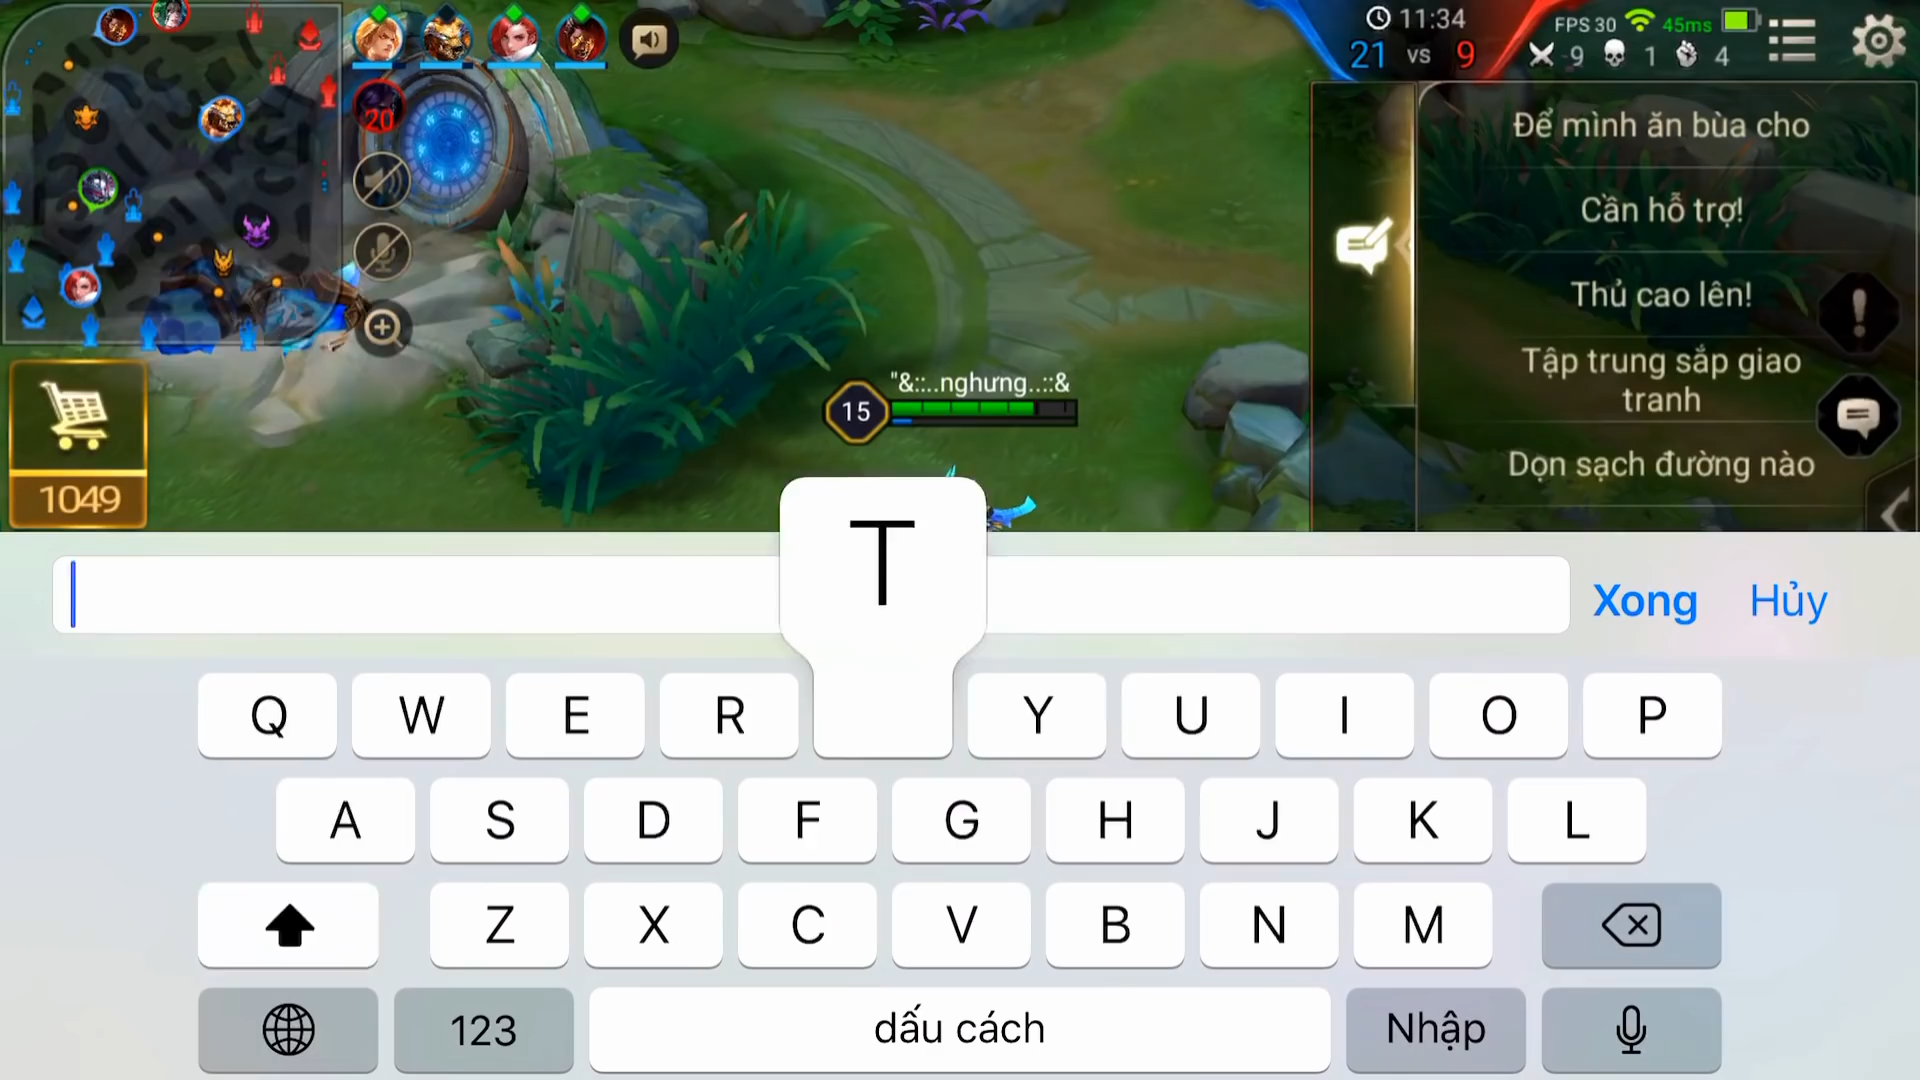 11:34
FPS 30 45ms
21 vs 9
9 1 4
20
Để mình ăn bùa cho
Cần hỗ trợ!
Thủ cao lên!
Tập trung sắp giao
tranh
Dọn sạch đường nào
"&::..nghưng..::&
15
1049
T
Xong Hủy
Q W E R Y U I O P
A S D F G H J K L
Z X C V B N M
123 dấu cách Nhập